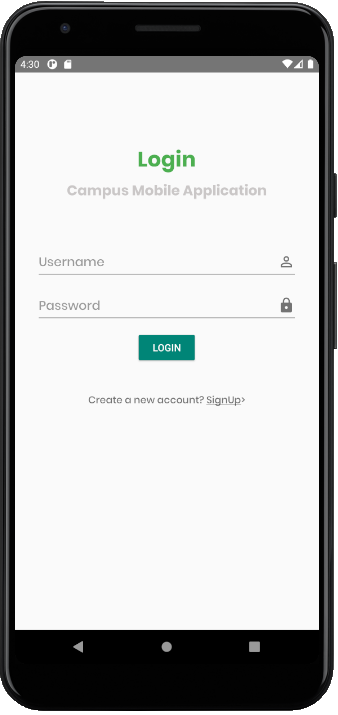 4:30
Login
Campus Mobile Application
Username
Password
LOGIN
Create a new account? SignUp>